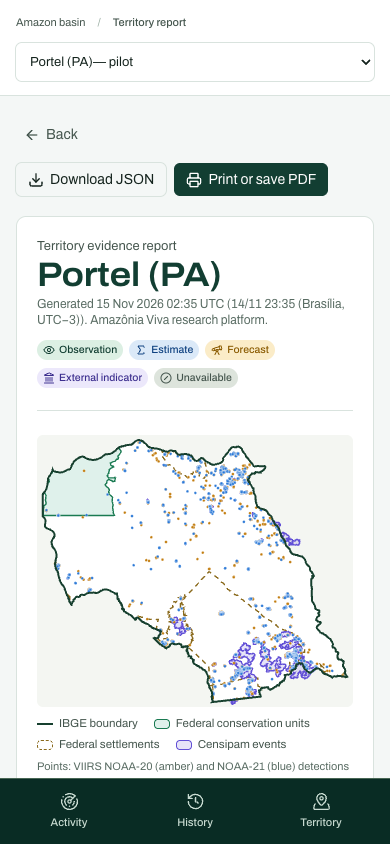 Amazon basin / Territory report
Portel (PA)— pilot
Back
Download JSON
Print or save PDF
Territory evidence report
Portel (PA)
Generated 15 Nov 2026 02:35 UTC (14/11 23:35 (Brasília,
UTC−3)). Amazônia Viva research platform.
Observation
Estimate
Forecast
External indicator
Unavailable
IBGE boundary
Federal conservation units
Federal settlements
Censipam events
Points: VIIRS NOAA-20 (amber) and NOAA-21 (blue) detections
Activity
History
Territory